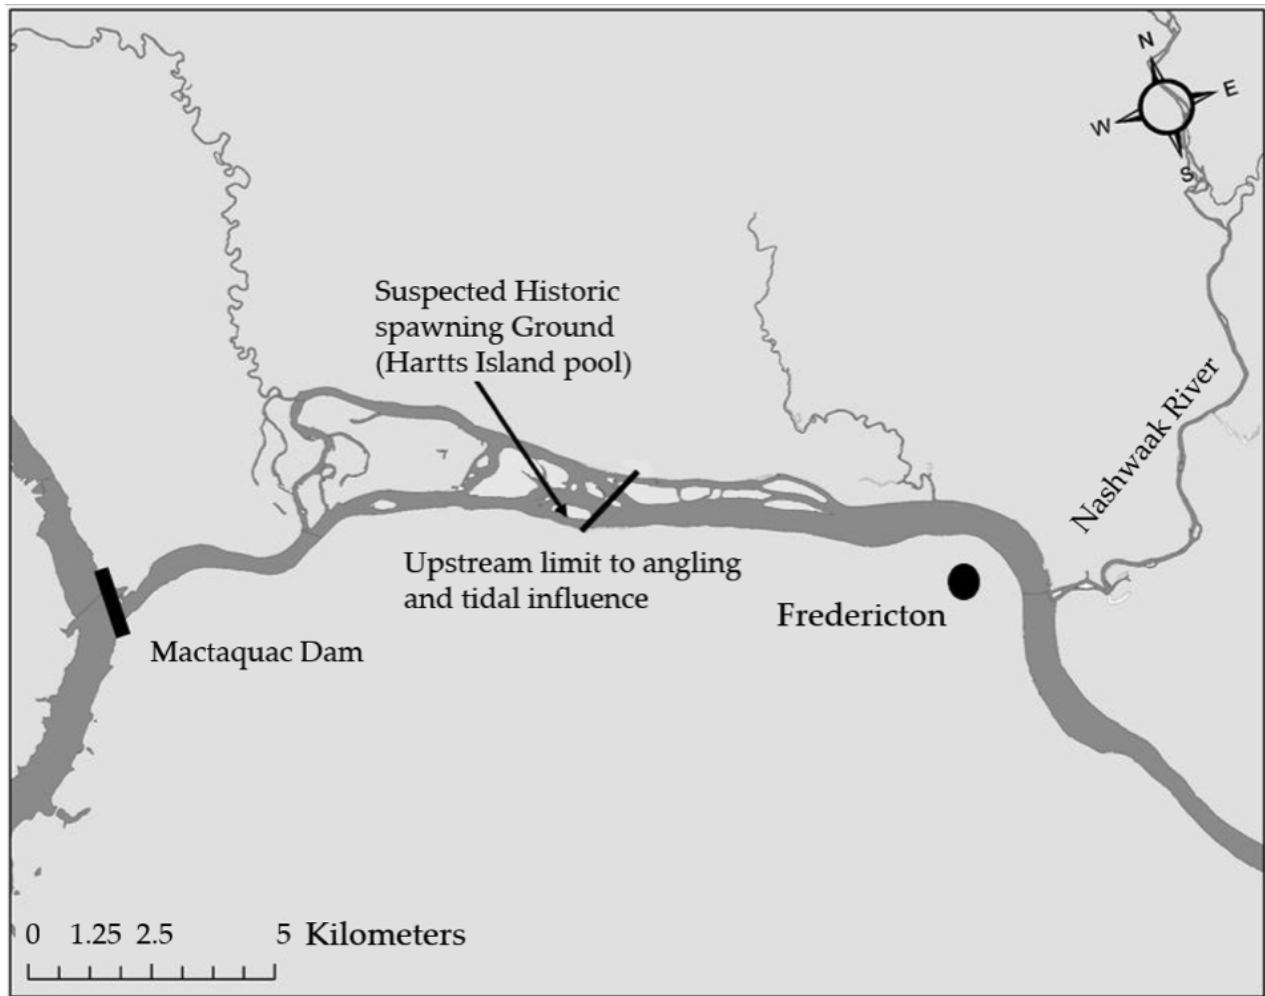 N
E
W
S
Suspected Historic
spawning Ground
(Hartts Island pool)
Nashwaak River
Upstream limit to angling
and tidal influence
Fredericton
Mactaquac Dam
0 1.25 2.5 5 Kilometers